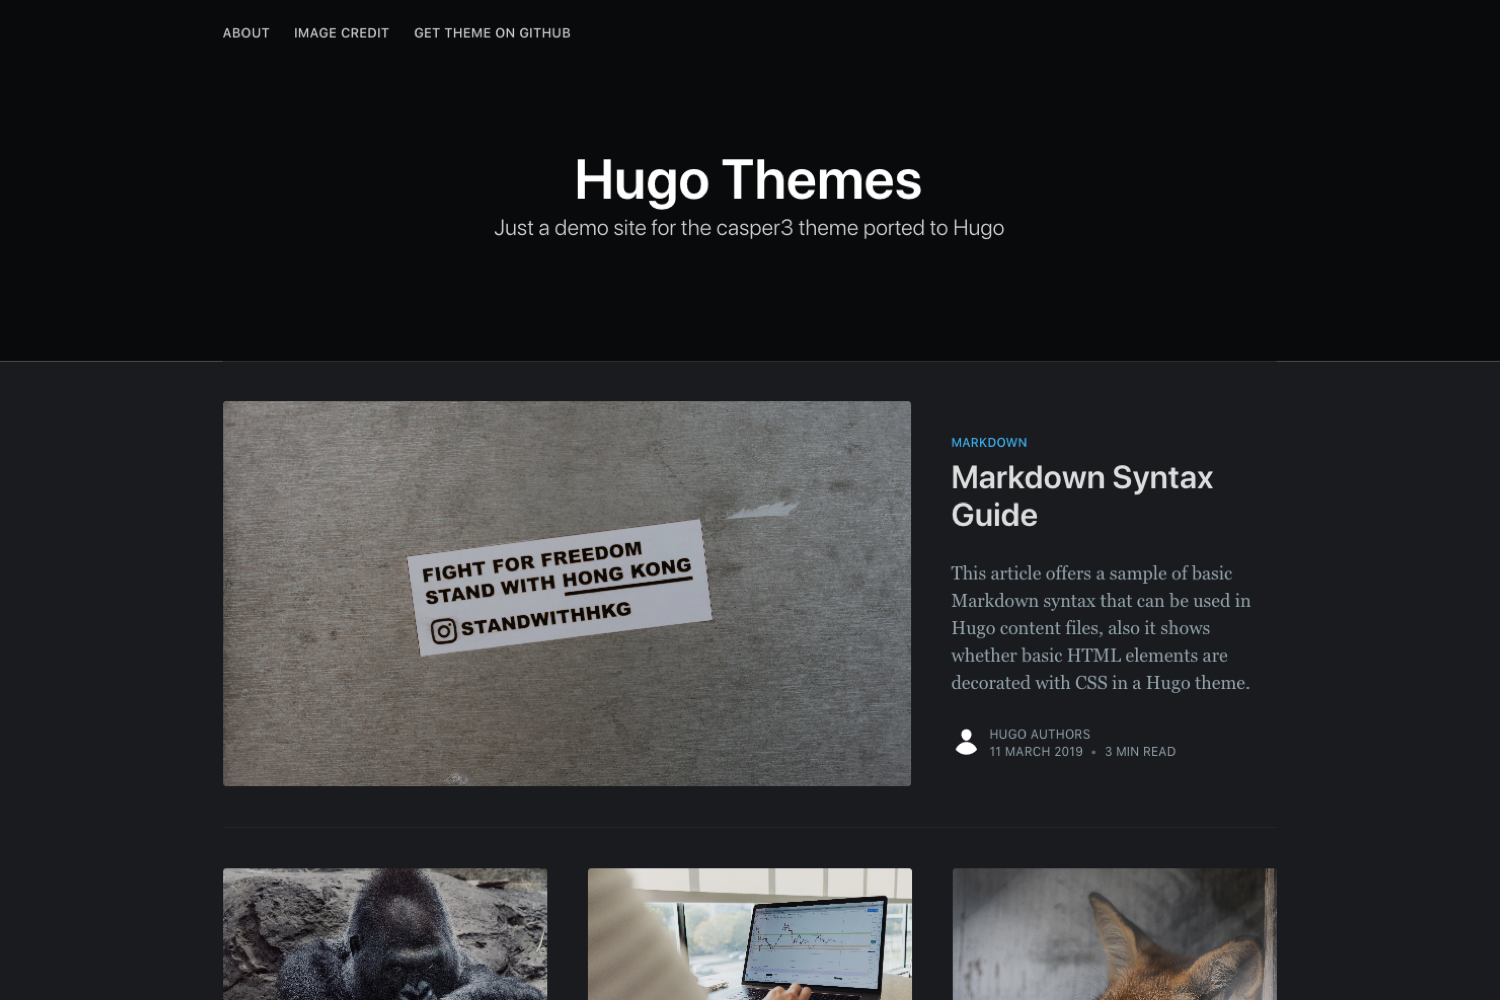 ABOUT IMAGE CREDIT GET THEME ON GITHUB
Hugo Themes
Just a demo site for the casper3 theme ported to Hugo
FIGHT FOR FREEDOM
STAND WITH HONG KONG
STANDWITHHKG
MARKDOWN
Markdown Syntax
Guide
This article offers a sample of basic
Markdown syntax that can be used in
Hugo content files, also it shows
whether basic HTML elements are
decorated with CSS in a Hugo theme.
HUGO AUTHORS
11 MARCH 2019 • 3 MIN READ